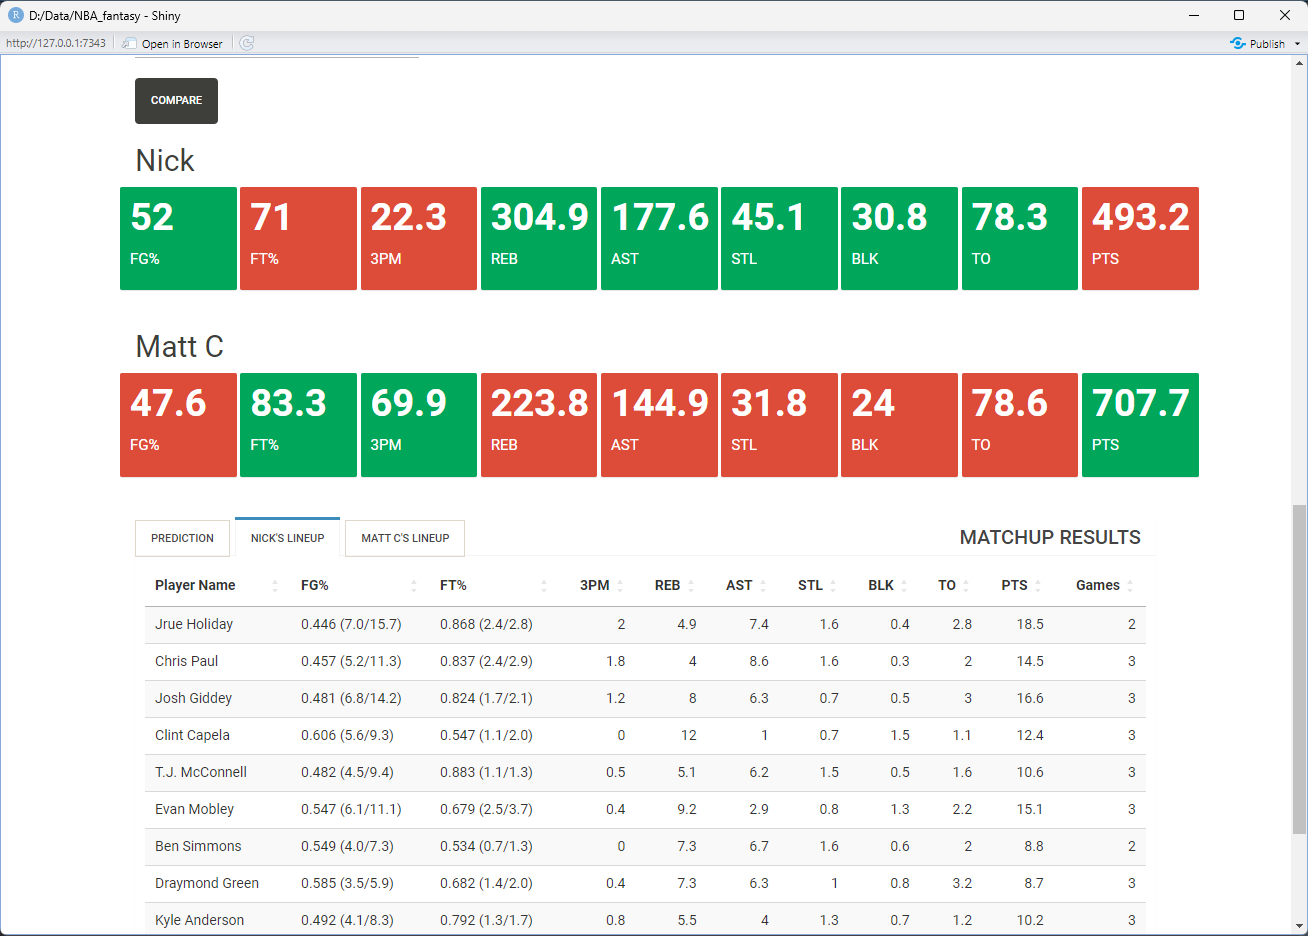 R D:/Data/NBA_fantasy - Shiny
http://127.0.0.1:7343 Open in Browser Publish
COMPARE
Nick
52 71 22.3 304.9 177.6 45.1 30.8 78.3 493.2
FG% FT% 3PM REB AST STL BLK TO PTS
Matt C
47.6 83.3 69.9 223.8 144.9 31.8 24 78.6 707.7
FG% FT% 3PM REB AST STL BLK TO PTS
PREDICTION NICK'S LINEUP MATT C'S LINEUP MATCHUP RESULTS
Player Name FG% FT% 3PM REB AST STL BLK TO PTS Games
Jrue Holiday 0.446 (7.0/15.7) 0.868 (2.4/2.8) 2 4.9 7.4 1.6 0.4 2.8 18.5 2
Chris Paul 0.457 (5.2/11.3) 0.837 (2.4/2.9) 1.8 4 8.6 1.6 0.3 2 14.5 3
Josh Giddey 0.481 (6.8/14.2) 0.824 (1.7/2.1) 1.2 8 6.3 0.7 0.5 3 16.6 3
Clint Capela 0.606 (5.6/9.3) 0.547 (1.1/2.0) 0 12 1 0.7 1.5 1.1 12.4 3
T.J. McConnell 0.482 (4.5/9.4) 0.883 (1.1/1.3) 0.5 5.1 6.2 1.5 0.5 1.6 10.6 3
Evan Mobley 0.547 (6.1/11.1) 0.679 (2.5/3.7) 0.4 9.2 2.9 0.8 1.3 2.2 15.1 3
Ben Simmons 0.549 (4.0/7.3) 0.534 (0.7/1.3) 0 7.3 6.7 1.6 0.6 2 8.8 2
Draymond Green 0.585 (3.5/5.9) 0.682 (1.4/2.0) 0.4 7.3 6.3 1 0.8 3.2 8.7 3
Kyle Anderson 0.492 (4.1/8.3) 0.792 (1.3/1.7) 0.8 5.5 4 1.3 0.7 1.2 10.2 3